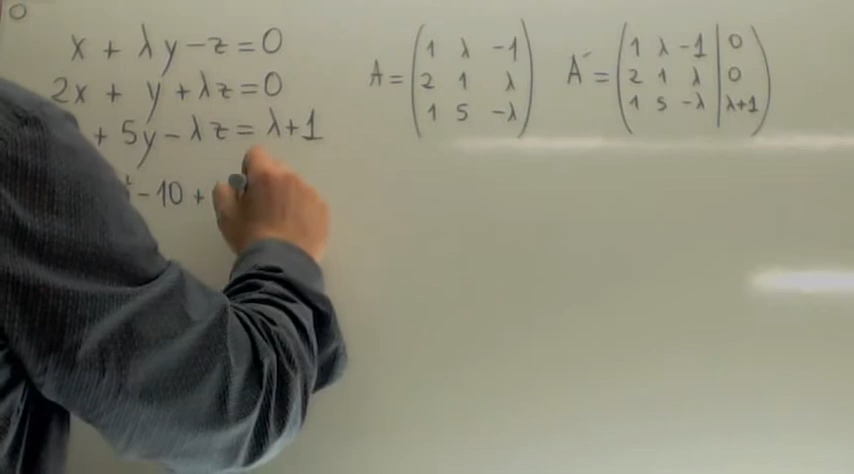 x + λy - z = 0
2x + y + λz = 0
+ 5y - λz = λ+1
- 10 +
A = ( 1 λ -1
2 1 λ
1 5 -λ )
A´ = ( 1 λ -1 | 0
2 1 λ | 0
1 5 -λ | λ+1 )